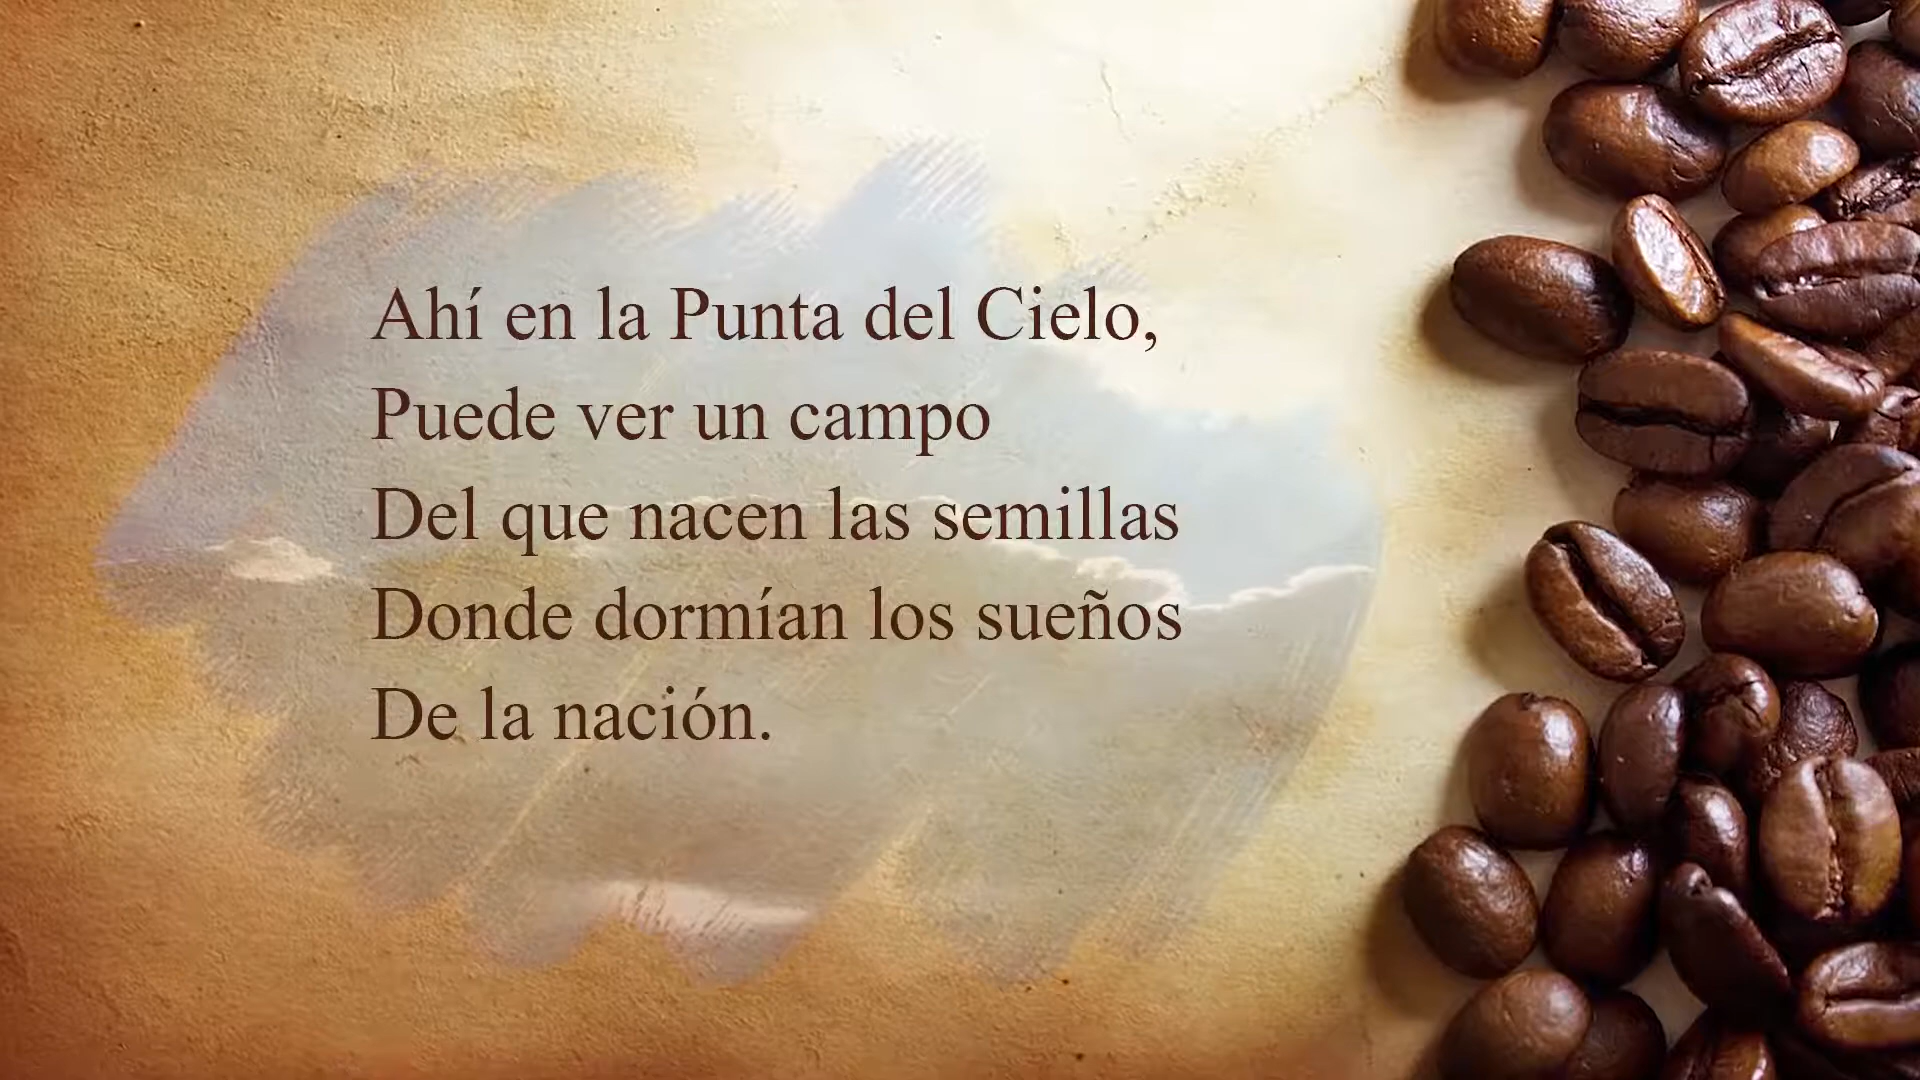 Ahí en la Punta del Cielo,
Puede ver un campo
Del que nacen las semillas
Donde dormían los sueños
De la nación.